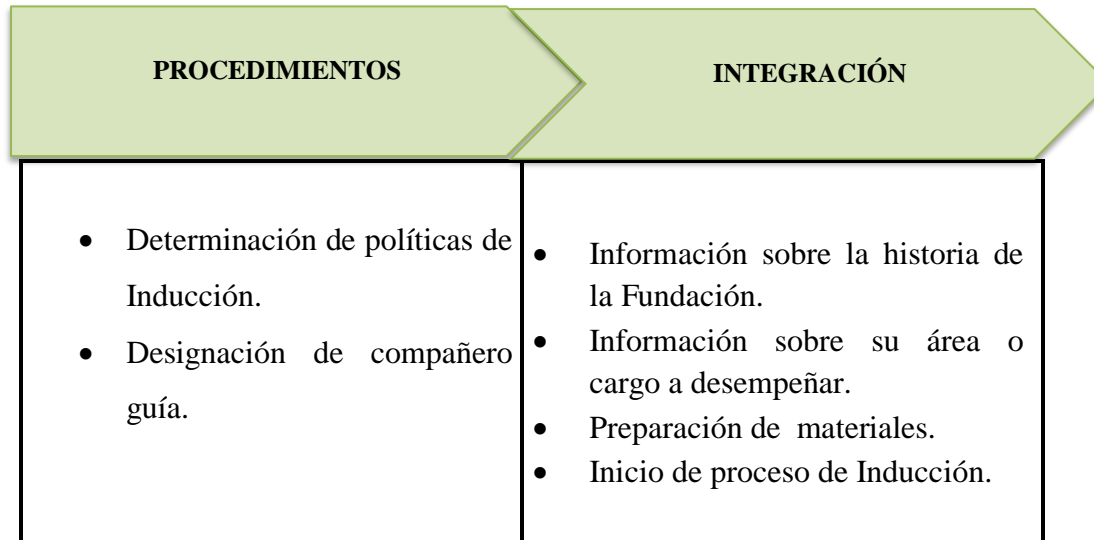 PROCEDIMIENTOS
INTEGRACIÓN
• Determinación de políticas de
Inducción.
• Designación de compañero
guía.
• Información sobre la historia de
la Fundación.
• Información sobre su área o
cargo a desempeñar.
• Preparación de materiales.
• Inicio de proceso de Inducción.